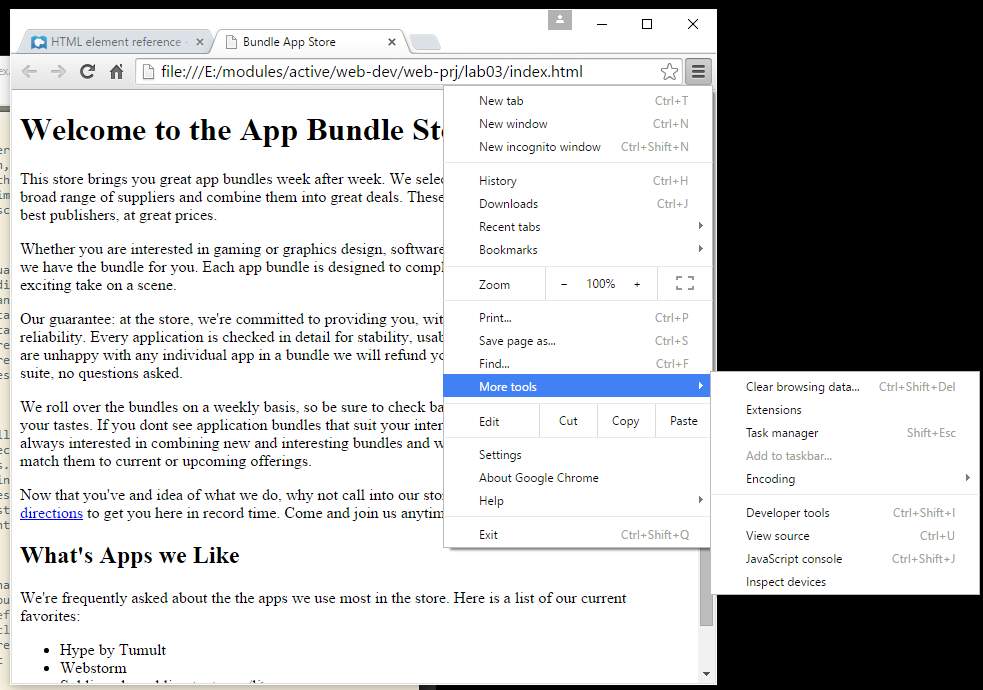 HTML element reference
Bundle App Store
file:///E:/modules/active/web-dev/web-prj/lab03/index.html
Welcome to the App Bundle
This store brings you great app bundles week after week. We
broad range of suppliers and combine them into great deals. These
best publishers, at great prices.
Whether you are interested in gaming or graphics design, software
we have the bundle for you. Each app bundle is designed to
exciting take on a scene.
Our guarantee: at the store, we're committed to providing you,
reliability. Every application is checked in detail for stability,
are unhappy with any individual app in a bundle we will refund
suite, no questions asked.
We roll over the bundles on a weekly basis, so be sure to check
your tastes. If you dont see application bundles that suit your
always interested in combining new and interesting bundles and
match them to current or upcoming offerings.
Now that you've and idea of what we do, why not call into our
directions to get you here in record time. Come and join us
What's Apps we Like
We're frequently asked about the the apps we use most in the store. Here is a list of our current
favorites:
Hype by Tumult
Webstorm
New tab Ctrl+T
New window Ctrl+N
New incognito window Ctrl+Shift+N
History Ctrl+H
Downloads Ctrl+J
Recent tabs
Bookmarks
Zoom − 100% +
Print... Ctrl+P
Save page as... Ctrl+S
Find... Ctrl+F
More tools
Edit Cut Copy Paste
Settings
About Google Chrome
Help
Exit Ctrl+Shift+Q
Clear browsing data... Ctrl+Shift+Del
Extensions
Task manager Shift+Esc
Add to taskbar...
Encoding
Developer tools Ctrl+Shift+I
View source Ctrl+U
JavaScript console Ctrl+Shift+J
Inspect devices